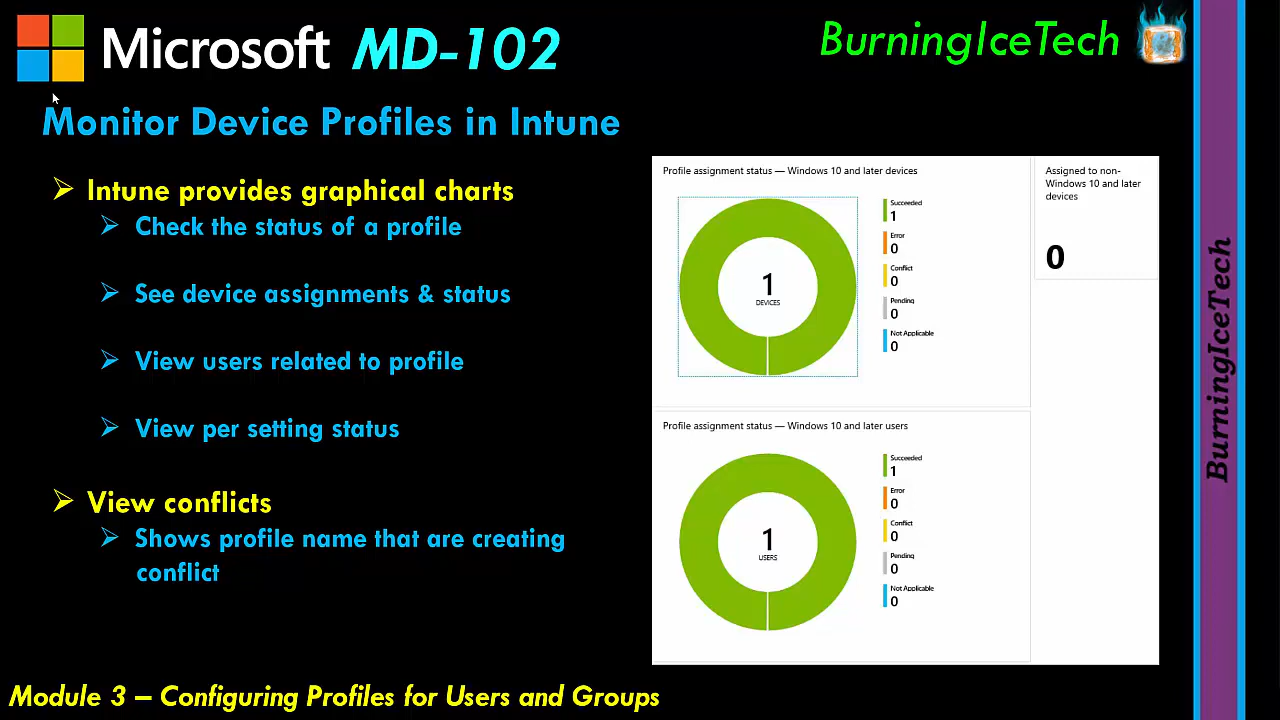 Microsoft MD-102
BurningIceTech
Monitor Device Profiles in Intune
Intune provides graphical charts
Check the status of a profile
See device assignments & status
View users related to profile
View per setting status
View conflicts
Shows profile name that are creating
conflict
Profile assignment status — Windows 10 and later devices
1
DEVICES
Succeeded
1
Error
0
Conflict
0
Pending
0
Not Applicable
0
Assigned to non-
Windows 10 and later
devices
0
Profile assignment status — Windows 10 and later users
1
USERS
Succeeded
1
Error
0
Conflict
0
Pending
0
Not Applicable
0
BurningIceTech
Module 3 – Configuring Profiles for Users and Groups